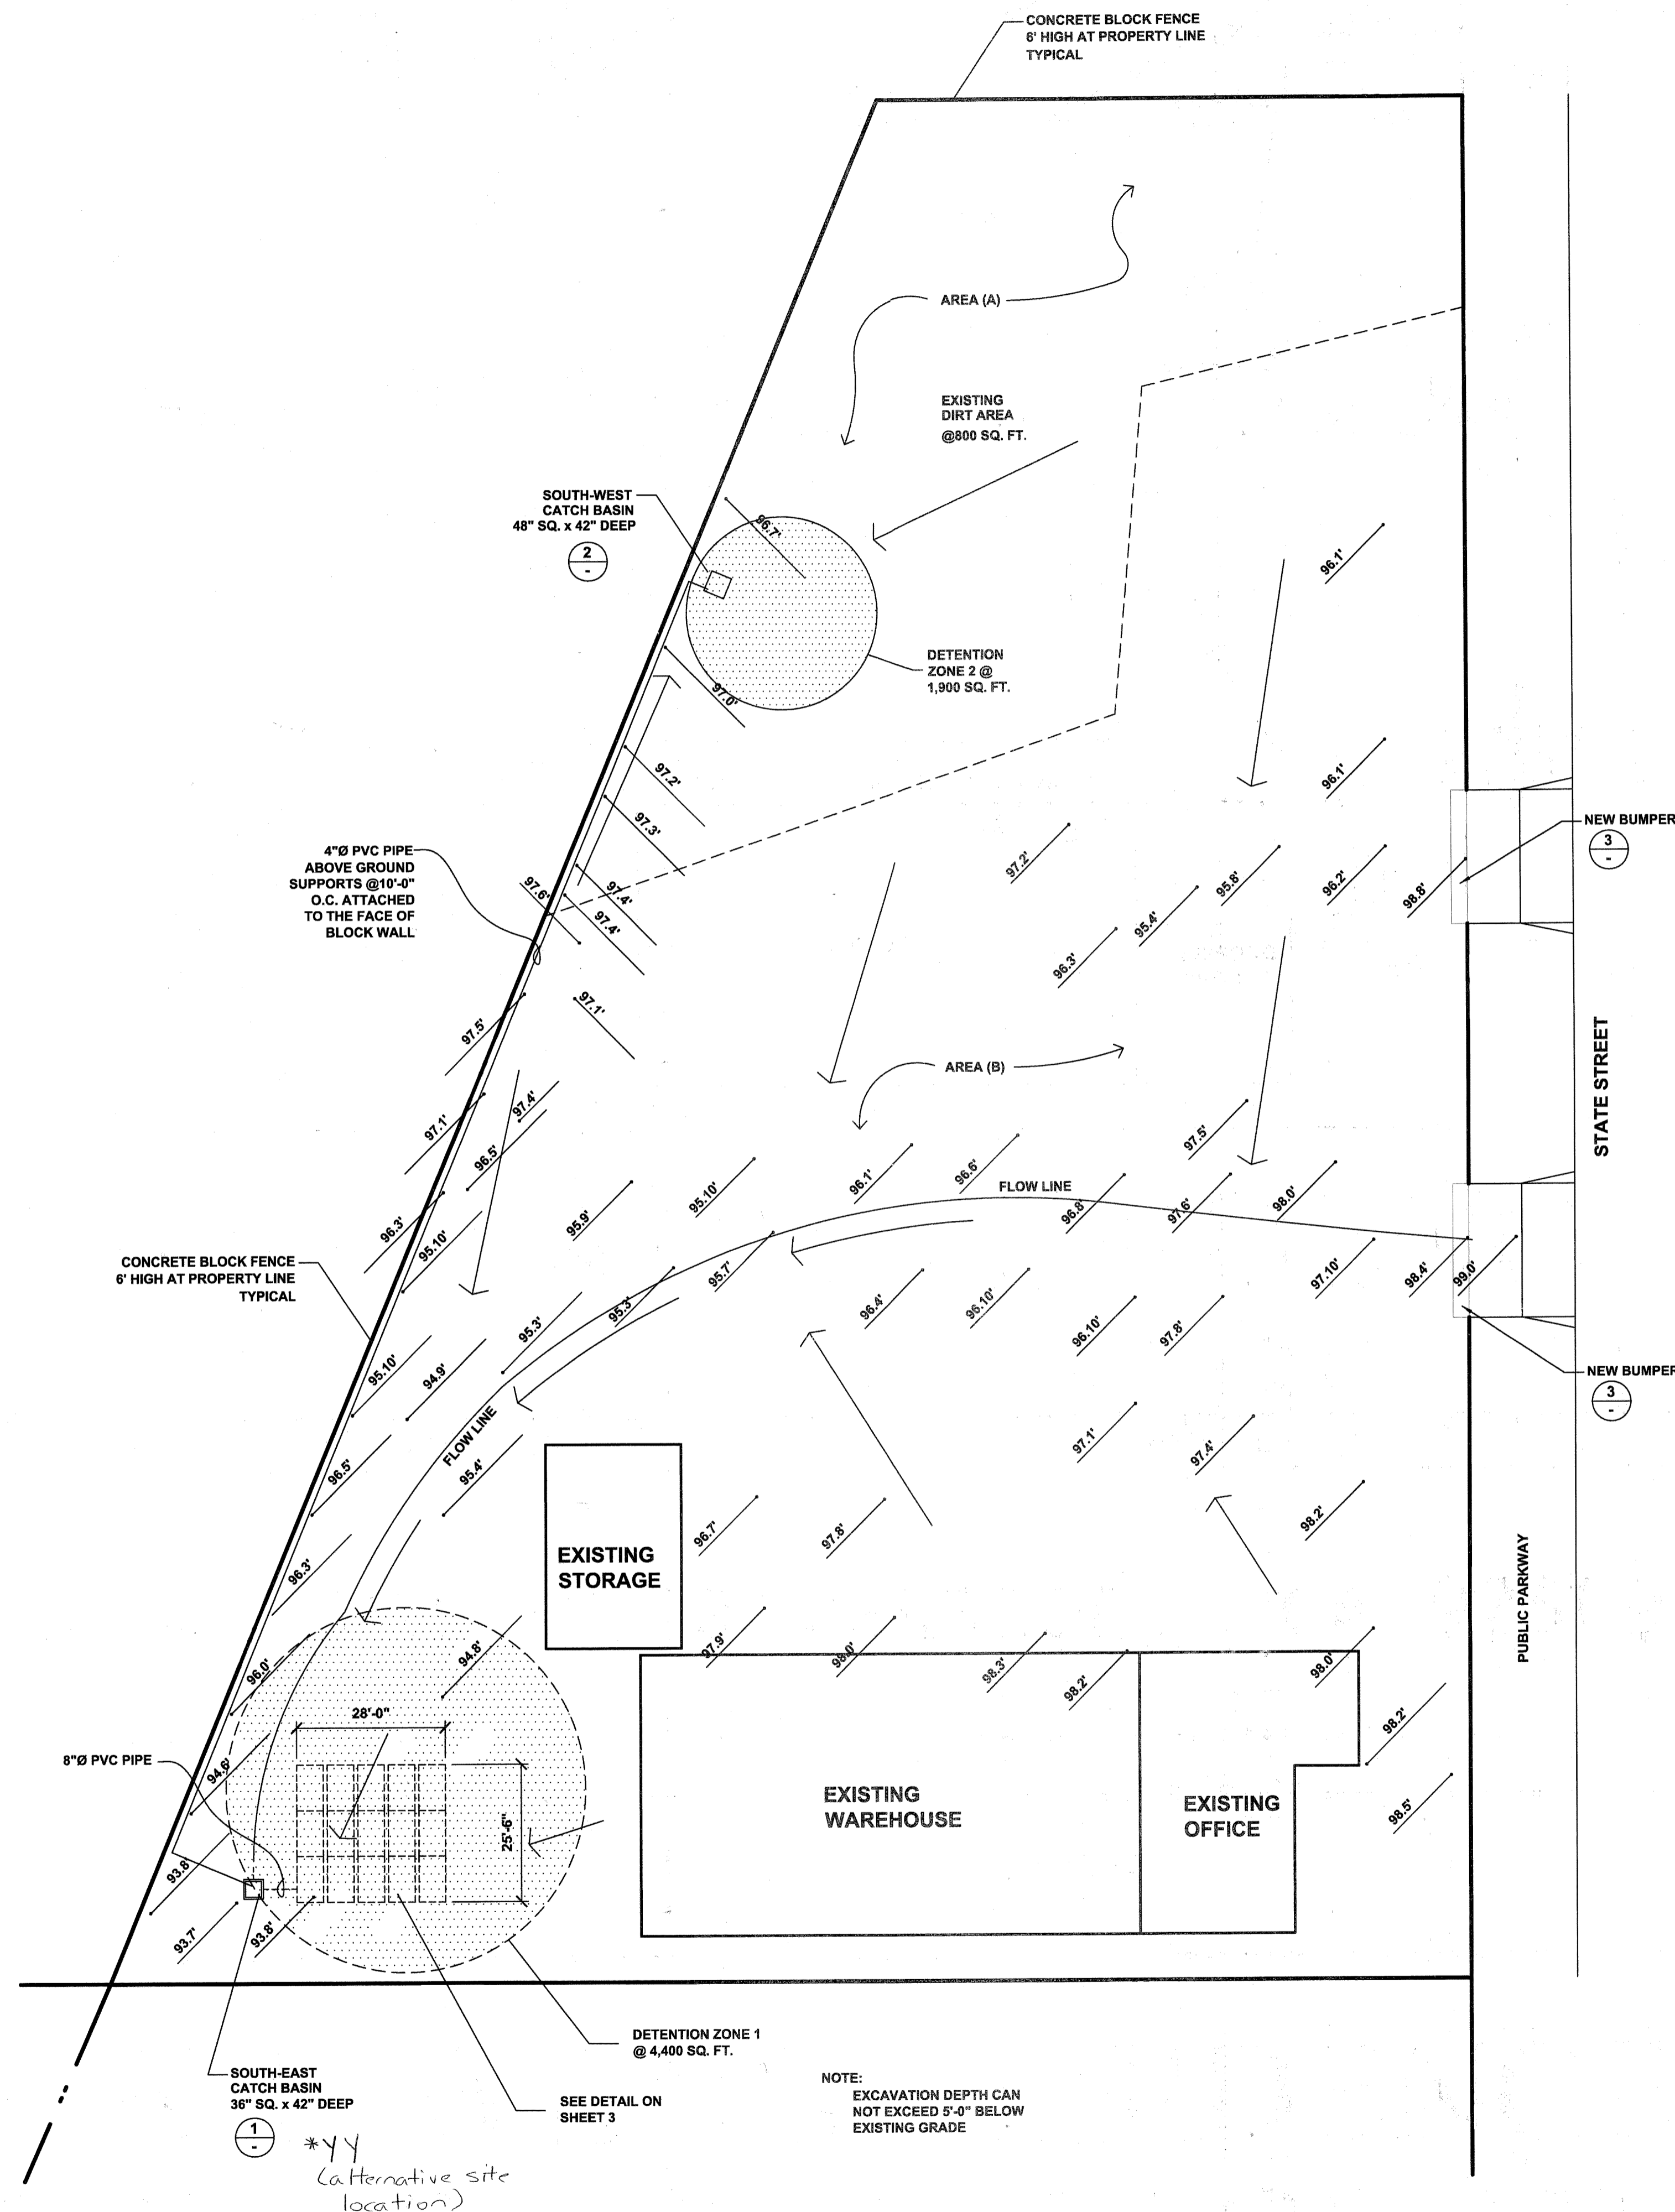 CONCRETE BLOCK FENCE
6' HIGH AT PROPERTY LINE
TYPICAL
AREA (A)
EXISTING
DIRT AREA
@800 SQ. FT.
SOUTH-WEST
CATCH BASIN
48" SQ. x 42" DEEP
2
-
96.7'
96.1'
DETENTION
ZONE 2 @
1,900 SQ. FT.
97.0'
97.2'
97.3'
96.1'
NEW BUMPER
3
-
4"Ø PVC PIPE
ABOVE GROUND
SUPPORTS @10'-0"
O.C. ATTACHED
TO THE FACE OF
BLOCK WALL
97.6'
97.4'
97.4'
97.2'
95.8'
96.2'
98.8'
95.4'
96.3'
97.1'
97.5'
STATE STREET
AREA (B)
97.4'
97.1'
96.5'
97.5'
96.1'
96.6'
FLOW LINE
95.10'
95.9'
96.8'
97.6'
98.0'
96.3'
95.10'
CONCRETE BLOCK FENCE
6' HIGH AT PROPERTY LINE
TYPICAL
95.7'
97.10'
98.4'
99.0'
95.3'
95.3'
96.4'
96.10'
96.10'
97.8'
95.10'
94.9'
NEW BUMPER
3
-
FLOW LINE
97.1'
97.4'
96.5'
95.4'
96.7'
97.8'
98.2'
EXISTING
STORAGE
96.3'
PUBLIC PARKWAY
96.0'
94.8'
97.9'
98.0'
98.3'
98.2'
98.0'
98.2'
28'-0"
8"Ø PVC PIPE
94.6'
25'-6"
EXISTING
WAREHOUSE
EXISTING
OFFICE
98.5'
93.8'
93.7'
93.8'
DETENTION ZONE 1
@ 4,400 SQ. FT.
SOUTH-EAST
CATCH BASIN
36" SQ. x 42" DEEP
1
-
SEE DETAIL ON
SHEET 3
NOTE:
EXCAVATION DEPTH CAN
NOT EXCEED 5'-0" BELOW
EXISTING GRADE
*YY
(alternative site
location)